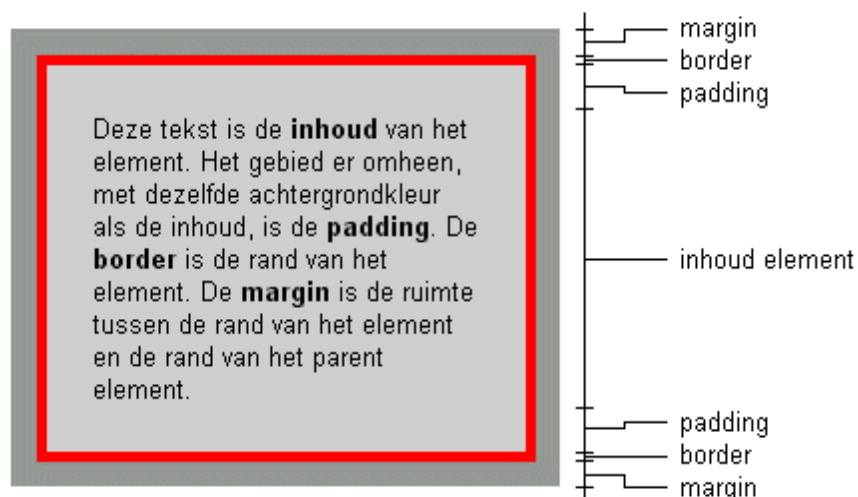 margin
border
padding
Deze tekst is de inhoud van het
element. Het gebied er omheen,
met dezelfde achtergrondkleur
als de inhoud, is de padding. De
border is de rand van het
element. De margin is de ruimte
tussen de rand van het element
en de rand van het parent
element.
inhoud element
padding
border
margin